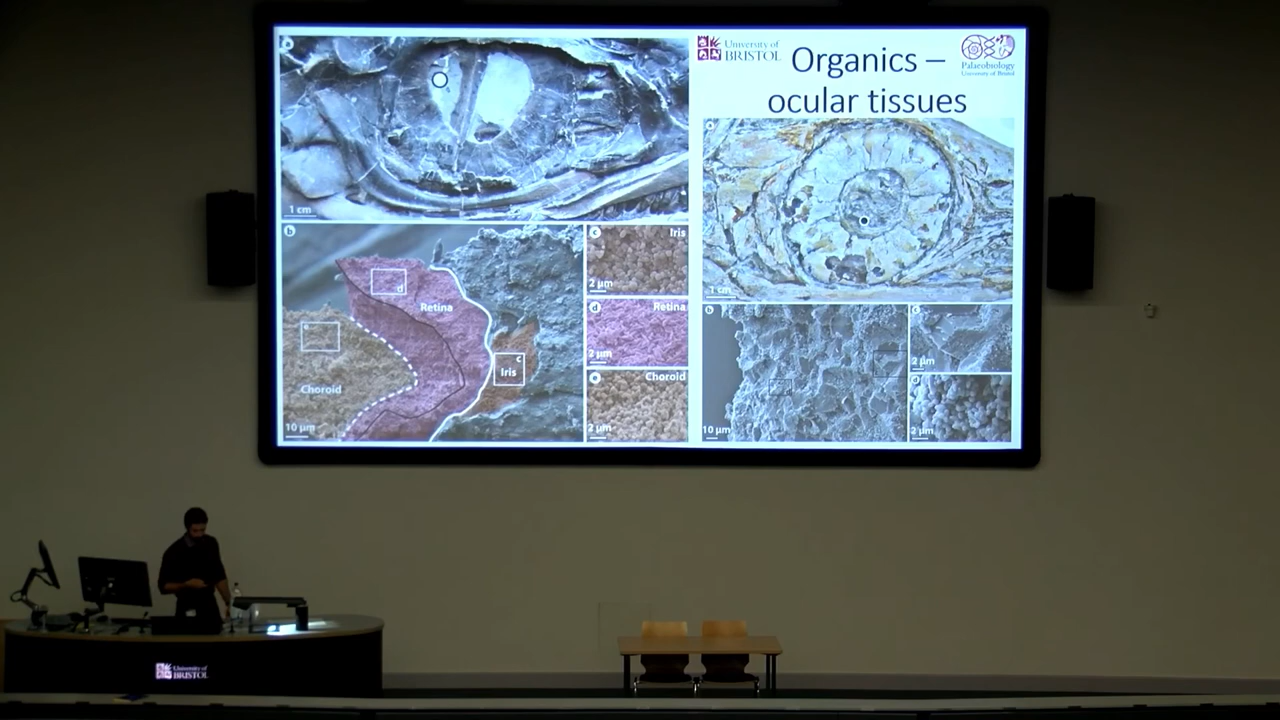 Organics –
ocular tissues
University of
BRISTOL
Palaeobiology
University of Bristol
a
1 cm
b
d
Retina
e
Choroid
c
Iris
10 µm
c
Iris
2 µm
d
Retina
2 µm
e
Choroid
2 µm
a
1 cm
b
10 µm
c
2 µm
d
2 µm
University of
BRISTOL